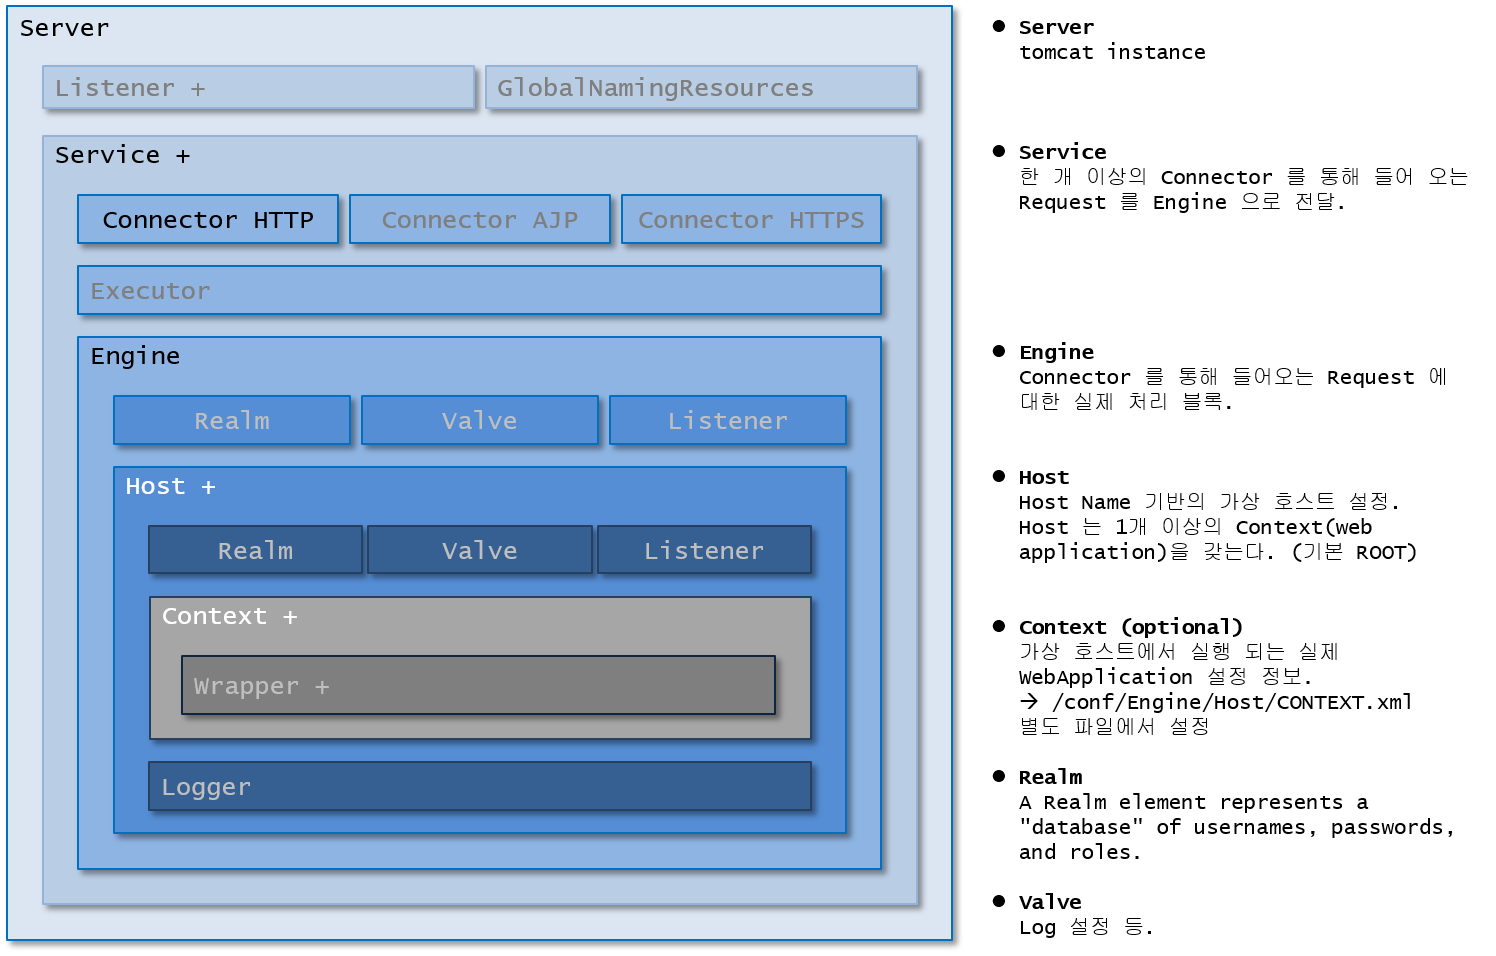 Server
Listener +
GlobalNamingResources
Service +
Connector HTTP
Connector AJP
Connector HTTPS
Executor
Engine
Realm
Valve
Listener
Host +
Realm
Valve
Listener
Context +
Wrapper +
Logger
● Server
tomcat instance
● Service
한 개 이상의 Connector 를 통해 들어 오는
Request 를 Engine 으로 전달.
● Engine
Connector 를 통해 들어오는 Request 에
대한 실제 처리 블록.
● Host
Host Name 기반의 가상 호스트 설정.
Host 는 1개 이상의 Context(web
application)을 갖는다. (기본 ROOT)
● Context (optional)
가상 호스트에서 실행 되는 실제
WebApplication 설정 정보.
→ /conf/Engine/Host/CONTEXT.xml
별도 파일에서 설정
● Realm
A Realm element represents a
"database" of usernames, passwords,
and roles.
● Valve
Log 설정 등.